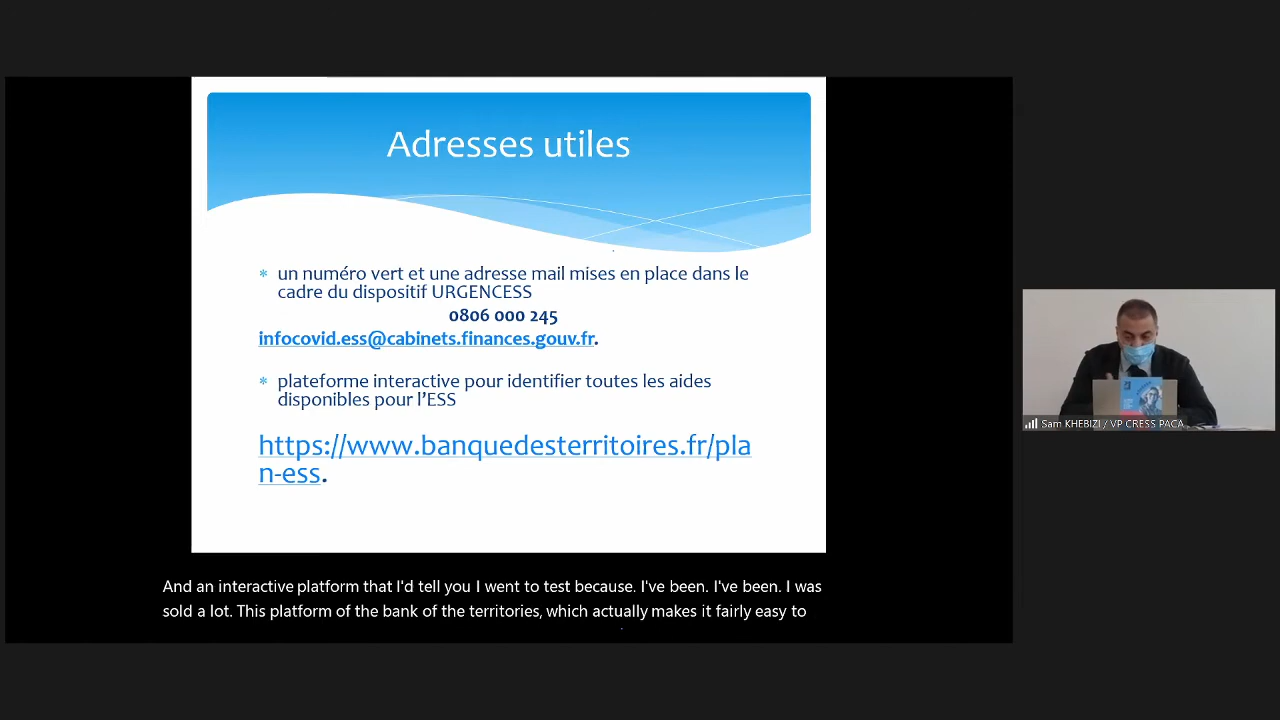 Adresses utiles
un numéro vert et une adresse mail mises en place dans le
cadre du dispositif URGENCESS
0806 000 245
infocovid.ess@cabinets.finances.gouv.fr.
plateforme interactive pour identifier toutes les aides
disponibles pour l’ESS
https://www.banquedesterritoires.fr/pla
n-ess.
Sam KHEBIZI / VP CRESS PACA
And an interactive platform that I'd tell you I went to test because. I've been. I've been. I was
sold a lot. This platform of the bank of the territories, which actually makes it fairly easy to